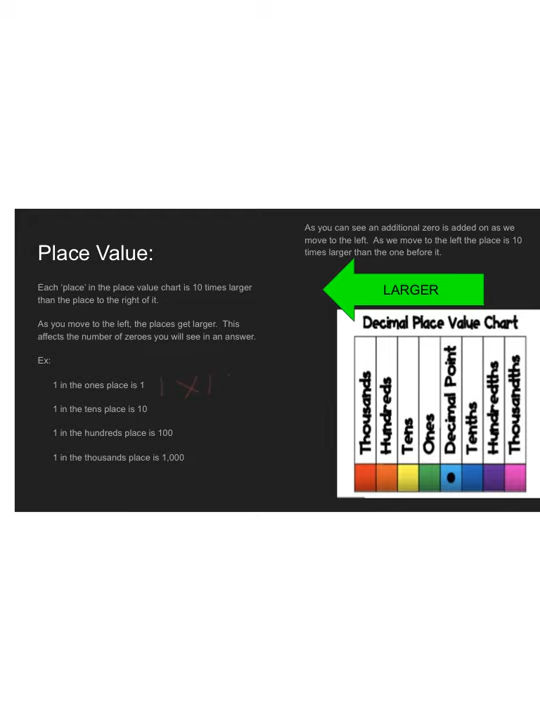 Place Value:
Each ‘place’ in the place value chart is 10 times larger
than the place to the right of it.
As you move to the left, the places get larger.  This
affects the number of zeroes you will see in an answer.
Ex:
1 in the ones place is 1
1 x 1
1 in the tens place is 10
1 in the hundreds place is 100
1 in the thousands place is 1,000
As you can see an additional zero is added on as we
move to the left.  As we move to the left the place is 10
times larger than the one before it.
LARGER
Decimal Place Value Chart
Thousands
Hundreds
Tens
Ones
Decimal Point
Tenths
Hundredths
Thousandths